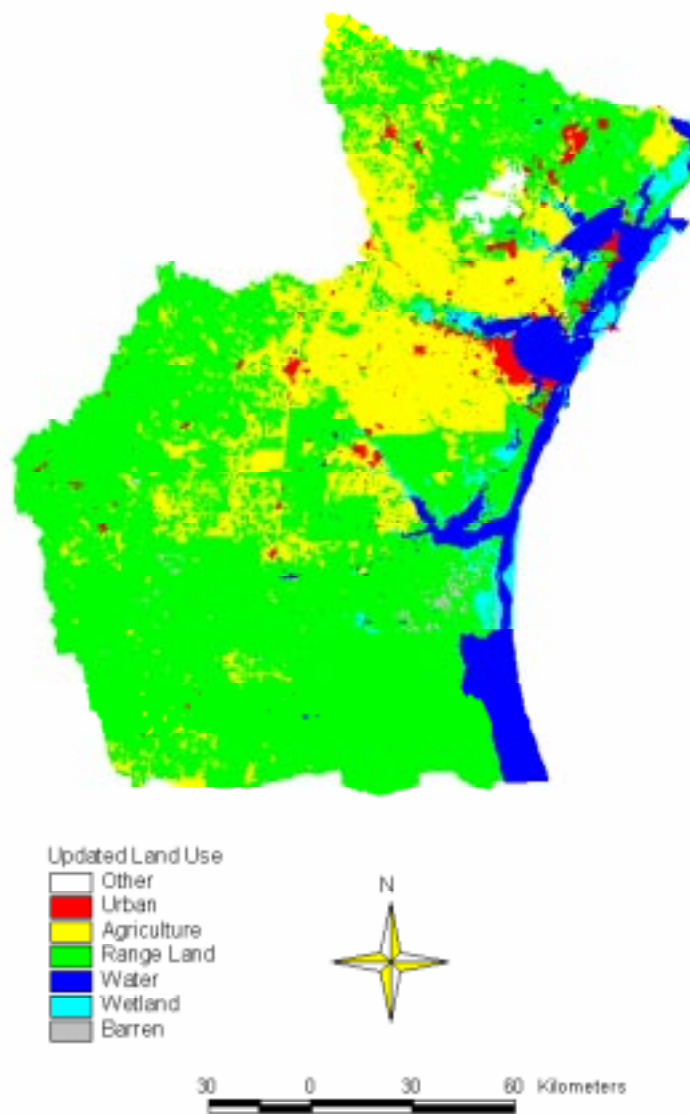 Updated Land Use
Other
Urban
Agriculture
Range Land
Water
Wetland
Barren
N
30 0 30 60 Kilometers